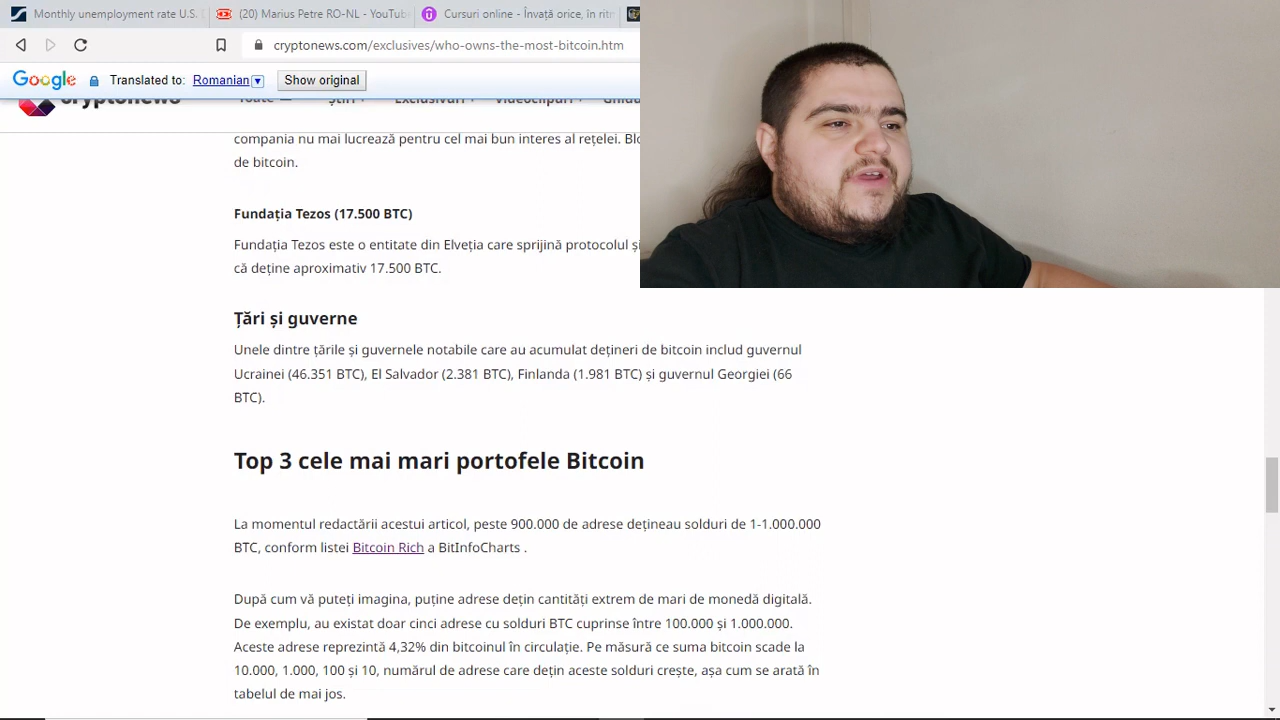 Monthly unemployment rate U.S.
(20) Marius Petre RO-NL - YouTub
Cursuri online - Învață orice, în ritm
cryptonews.com/exclusives/who-owns-the-most-bitcoin.htm
Google Translated to: Romanian Show original
cryptonews Toate Știri Exclusivuri Videoclipuri
compania nu mai lucrează pentru cel mai bun interes al rețelei.
de bitcoin.
Fundația Tezos (17.500 BTC)
Fundația Tezos este o entitate din Elveția care sprijină protocolul și
că deține aproximativ 17.500 BTC.
Țări și guverne
Unele dintre țările și guvernele notabile care au acumulat dețineri de bitcoin includ guvernul
Ucrainei (46.351 BTC), El Salvador (2.381 BTC), Finlanda (1.981 BTC) și guvernul Georgiei (66
BTC).
Top 3 cele mai mari portofele Bitcoin
La momentul redactării acestui articol, peste 900.000 de adrese dețineau solduri de 1-1.000.000
BTC, conform listei Bitcoin Rich a BitInfoCharts .
După cum vă puteți imagina, puține adrese dețin cantități extrem de mari de monedă digitală.
De exemplu, au existat doar cinci adrese cu solduri BTC cuprinse între 100.000 și 1.000.000.
Aceste adrese reprezintă 4,32% din bitcoinul în circulație. Pe măsură ce suma bitcoin scade la
10.000, 1.000, 100 și 10, numărul de adrese care dețin aceste solduri crește, așa cum se arată în
tabelul de mai jos.